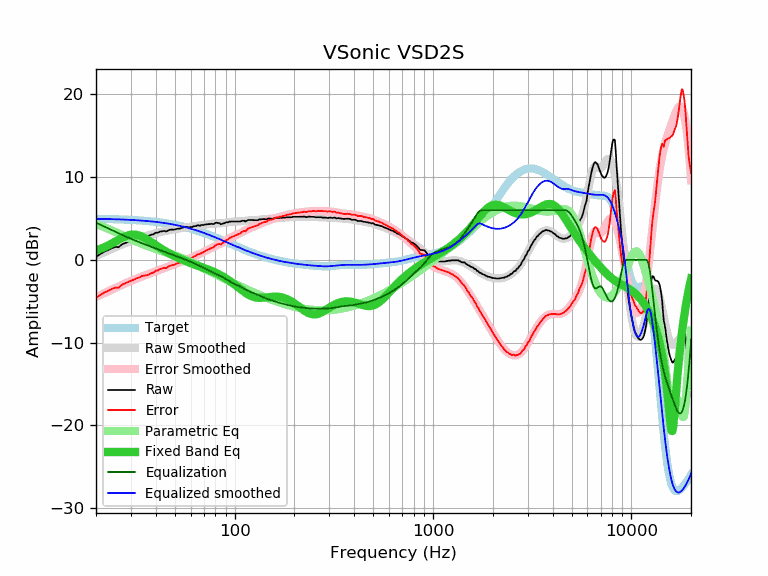 VSonic VSD2S
Amplitude (dBr)
20
10
0
−10
−20
−30
Target
Raw Smoothed
Error Smoothed
Raw
Error
Parametric Eq
Fixed Band Eq
Equalization
Equalized smoothed
100
1000
10000
Frequency (Hz)